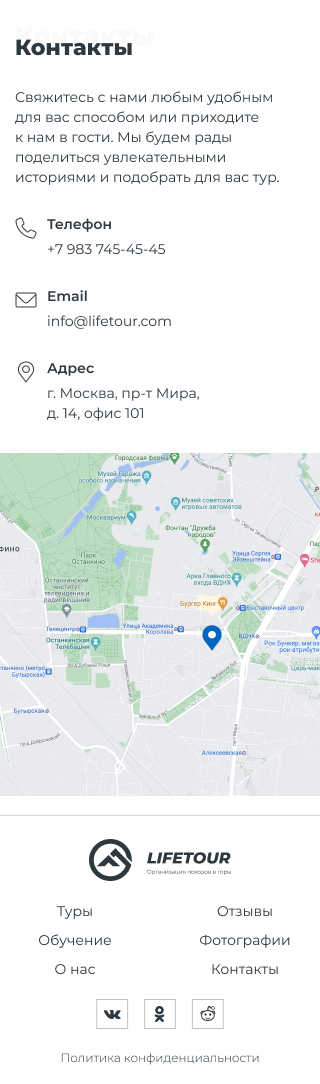 Контакты
Контакты
Свяжитесь с нами любым удобным
для вас способом или приходите
к нам в гости. Мы будем рады
поделиться увлекательными
историями и подобрать для вас тур.
Телефон
+7 983 745-45-45
Email
info@lifetour.com
Адрес
г. Москва, пр-т Мира,
д. 14, офис 101
Городская ферма
Музей Гаража
особого назначения
Музей советских
игровых автоматов
Москвариум
Фонтан "Дружба
народов"
ФИНО
Парк
Останкино
Улица Сергея
Эйзенштейна
Арка Главного
входа ВДНХ
Останкинский
институт
телевидения и
радиовещания
Бургер Кинг
Выставочный центр
Телецентр
Улица Академика
Королева
Останкинская
Телебашня
ВДНХ
Рок Бункер, мага
рок-атрибути
Бутырская
Алексеевская
LIFETOUR
Организация походов в горы
Туры
Отзывы
Обучение
Фотографии
О нас
Контакты
Политика конфиденциальности